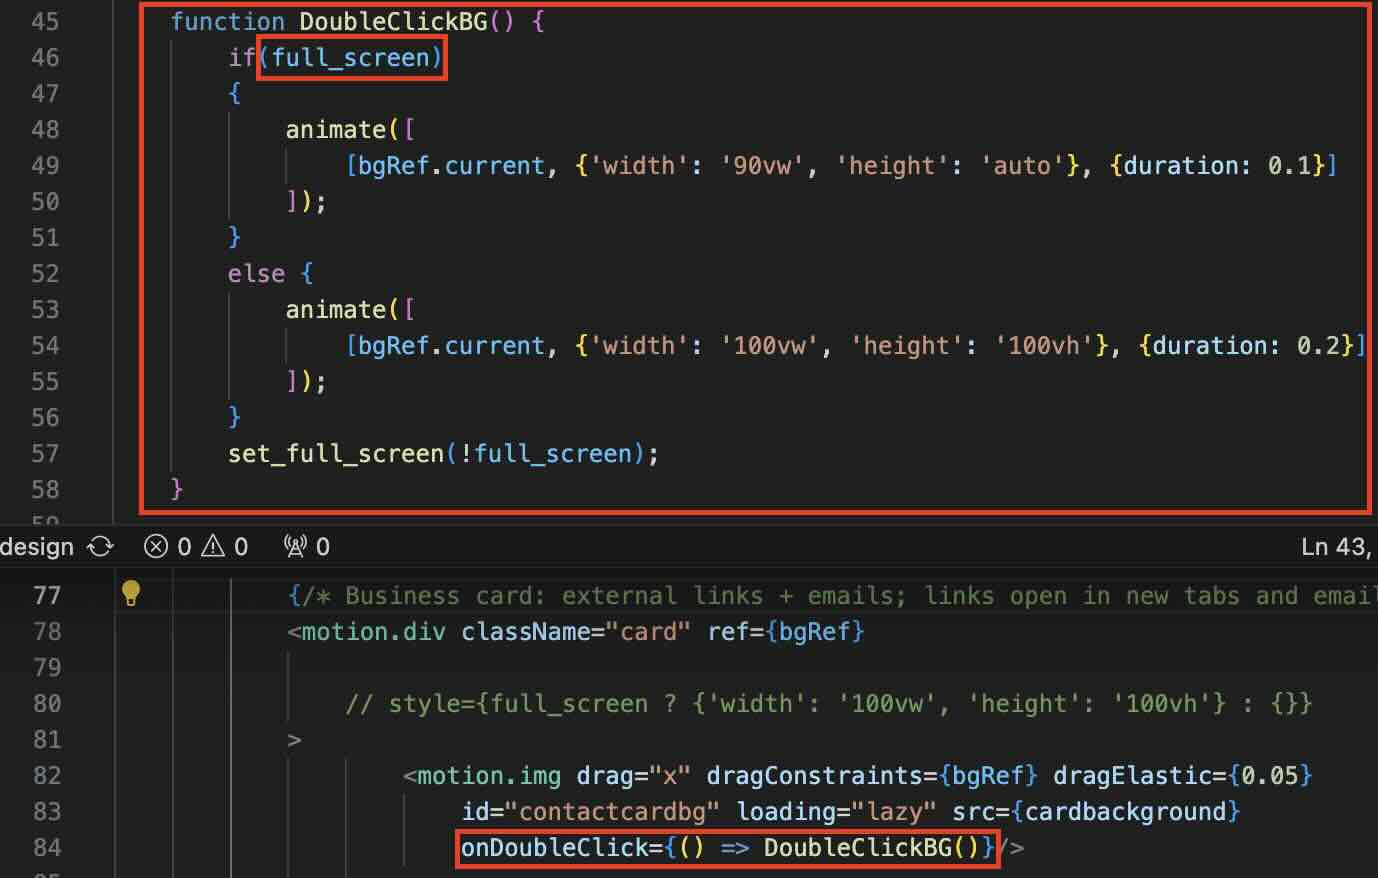 45 function DoubleClickBG() {
46 if(full_screen)
47 {
48 animate([
49 [bgRef.current, {'width': '90vw', 'height': 'auto'}, {duration: 0.1}]
50 ]);
51 }
52 else {
53 animate([
54 [bgRef.current, {'width': '100vw', 'height': '100vh'}, {duration: 0.2}]
55 ]);
56 }
57 set_full_screen(!full_screen);
58 }
59
design 0 0 0 Ln 43,
77 {/* Business card: external links + emails; links open in new tabs and email
78 <motion.div className="card" ref={bgRef}
79
80 // style={full_screen ? {'width': '100vw', 'height': '100vh'} : {}}
81 >
82 <motion.img drag="x" dragConstraints={bgRef} dragElastic={0.05}
83 id="contactcardbg" loading="lazy" src={cardbackground}
84 onDoubleClick={() => DoubleClickBG()}/>